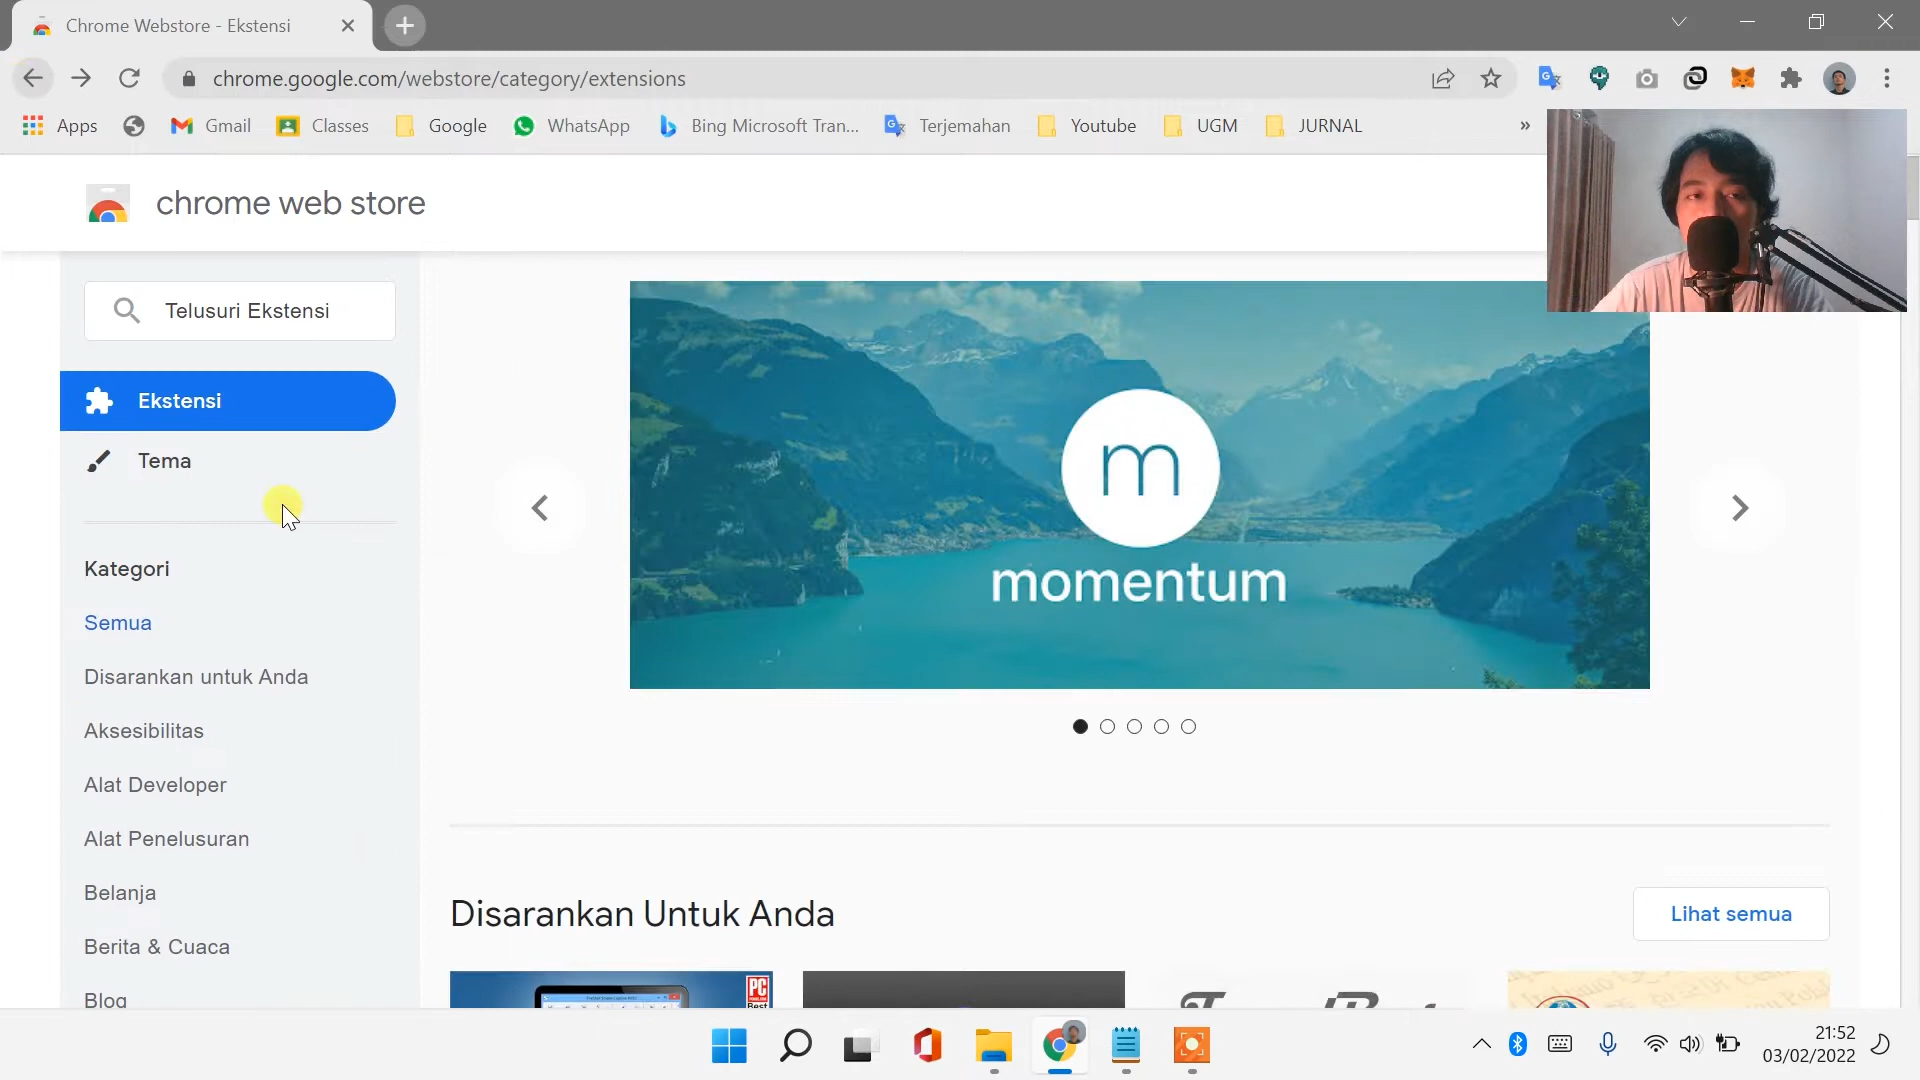 Chrome Webstore - Ekstensi
chrome.google.com/webstore/category/extensions
Apps
Gmail
Classes
Google
WhatsApp
Bing Microsoft Tran...
Terjemahan
Youtube
UGM
JURNAL
»
chrome web store
Telusuri Ekstensi
Ekstensi
Tema
Kategori
Semua
Disarankan untuk Anda
Aksesibilitas
Alat Developer
Alat Penelusuran
Belanja
Berita & Cuaca
Blog
m
momentum
Disarankan Untuk Anda
Lihat semua
PC
Best
21:52
03/02/2022